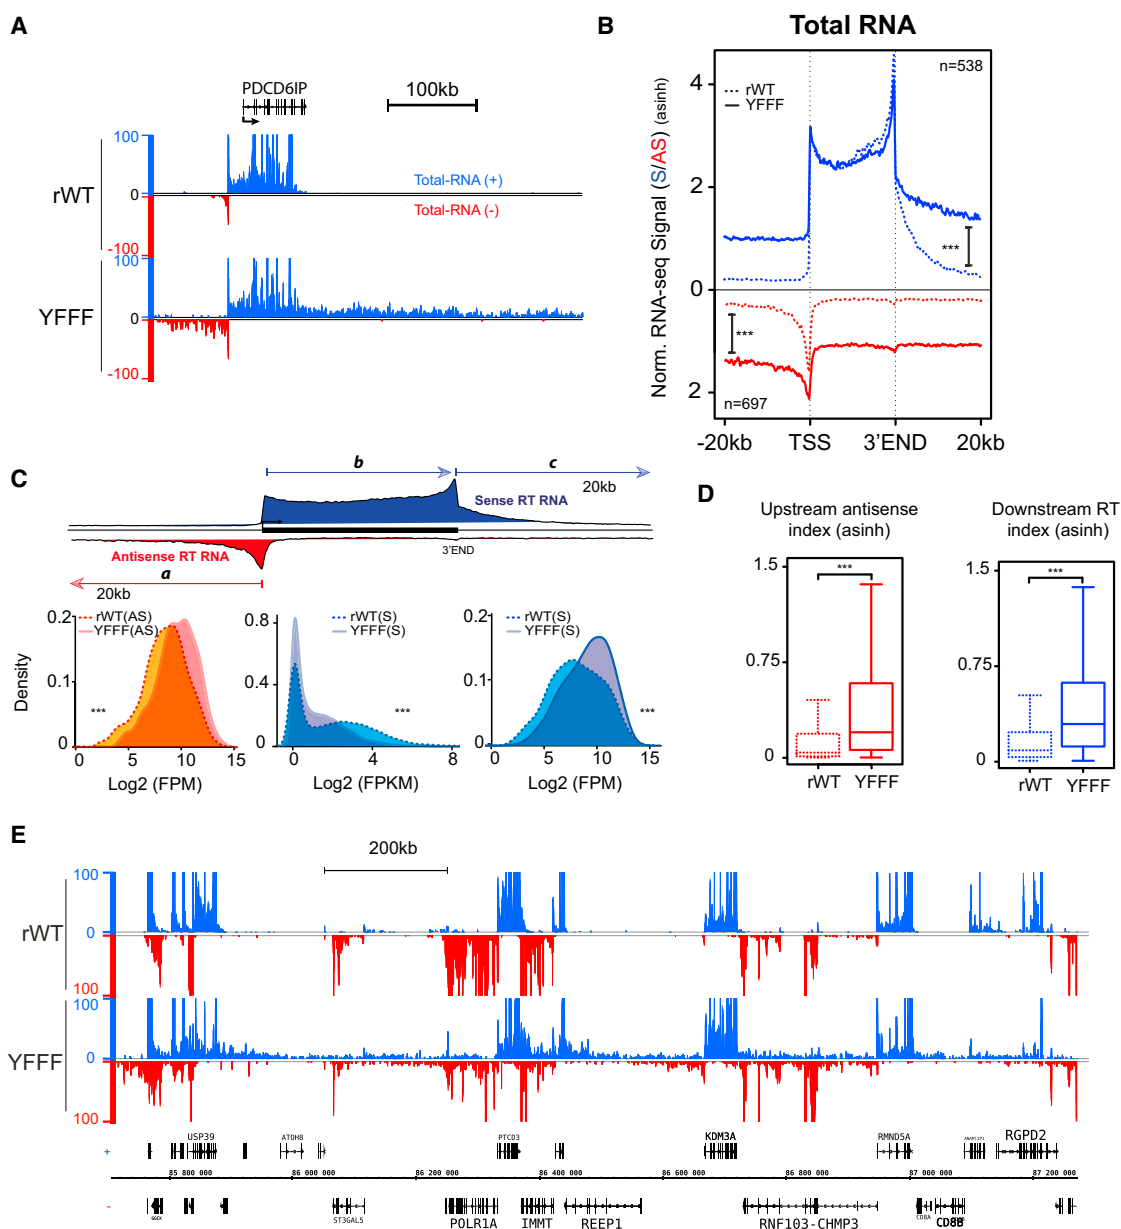 A
PDCD6IP
100kb
rWT
100
0
-100
Total-RNA (+)
Total-RNA (-)
YFFF
100
0
-100
B
Total RNA
Norm. RNA-seq Signal (S/AS) (asinh)
4
2
0
2
n=538
rWT
YFFF
***
***
n=697
-20kb TSS 3'END 20kb
C
b
c
20kb
Sense RT RNA
Antisense RT RNA
3'END
a
20kb
Density
0.2
0.1
0
rWT(AS)
YFFF(AS)
***
0 5 10 15
Log2 (FPM)
0.8
0.4
0
rWT(S)
YFFF(S)
***
0 4 8
Log2 (FPKM)
0.2
0.1
0
rWT(S)
YFFF(S)
***
0 5 10 15
Log2 (FPM)
D
Upstream antisense
index (asinh)
1.5
0.75
0
***
rWT YFFF
Downstream RT
index (asinh)
1.5
0.75
0
***
rWT YFFF
E
200kb
rWT
100
0
100
YFFF
100
0
100
+
USP39 ATOH8 PTCD3 KDM3A RMND5A ANAPC1P1 RGPD2
85 800 000 86 000 000 86 200 000 86 400 000 86 600 000 86 800 000 87 000 000 87 200 000
-
GGCX ST3GAL5 POLR1A IMMT REEP1 RNF103-CHMP3 CD8A CD8B